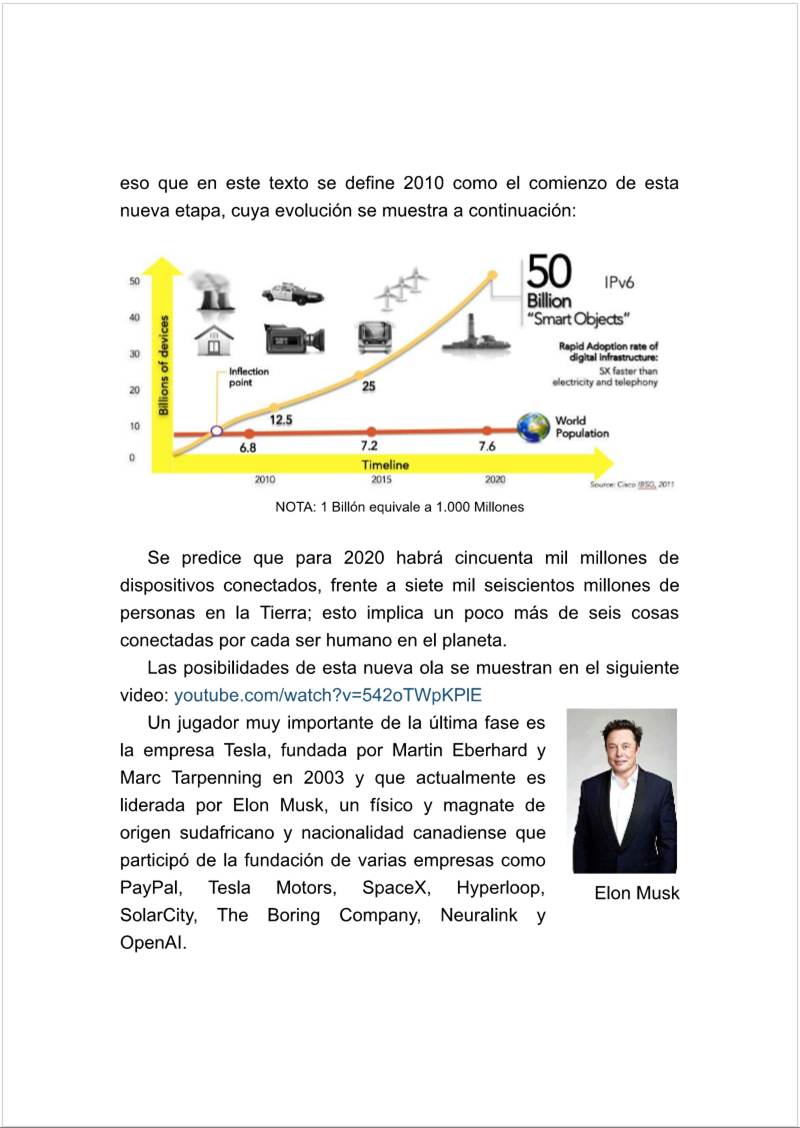 eso que en este texto se define 2010 como el comienzo de esta
nueva etapa, cuya evolución se muestra a continuación:
50
40
30
20
10
0
Billions of devices
Inflection
point
12.5
25
50
Billion
"Smart Objects"
IPv6
Rapid Adoption rate of
digital infrastructure:
5X faster than
electricity and telephony
World
Population
6.8
7.2
7.6
Timeline
2010
2015
2020
Source: Cisco IBSG, 2011
NOTA: 1 Billón equivale a 1.000 Millones
Se predice que para 2020 habrá cincuenta mil millones de
dispositivos conectados, frente a siete mil seiscientos millones de
personas en la Tierra; esto implica un poco más de seis cosas
conectadas por cada ser humano en el planeta.
Las posibilidades de esta nueva ola se muestran en el siguiente
video: youtube.com/watch?v=542oTWpKPlE
Un jugador muy importante de la última fase es
la empresa Tesla, fundada por Martin Eberhard y
Marc Tarpenning en 2003 y que actualmente es
liderada por Elon Musk, un físico y magnate de
origen sudafricano y nacionalidad canadiense que
participó de la fundación de varias empresas como
PayPal, Tesla Motors, SpaceX, Hyperloop,
SolarCity, The Boring Company, Neuralink y
OpenAI.
Elon Musk